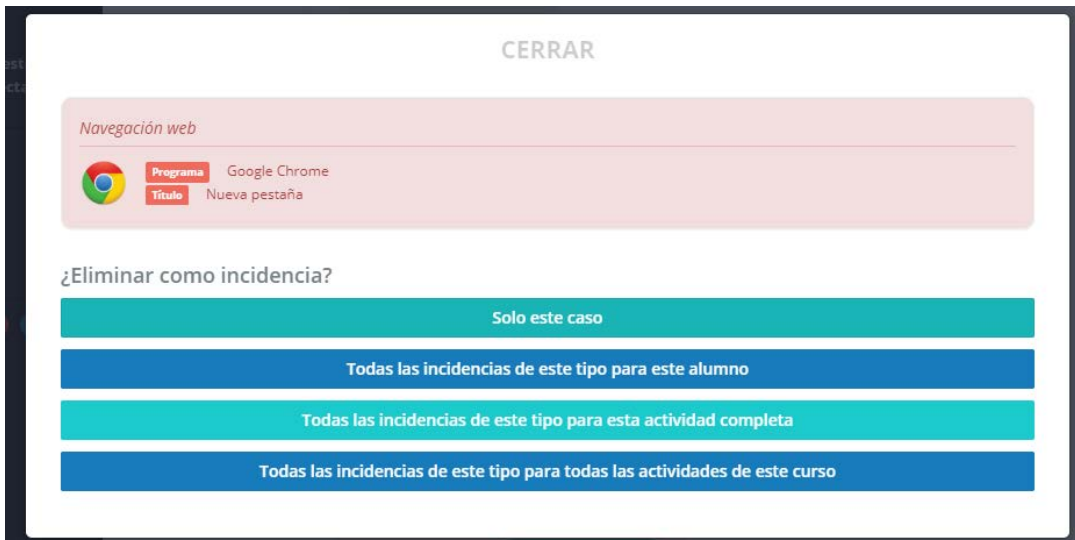 CERRAR
Navegación web
Programa Google Chrome
Título Nueva pestaña
¿Eliminar como incidencia?
Solo este caso
Todas las incidencias de este tipo para este alumno
Todas las incidencias de este tipo para esta actividad completa
Todas las incidencias de este tipo para todas las actividades de este curso